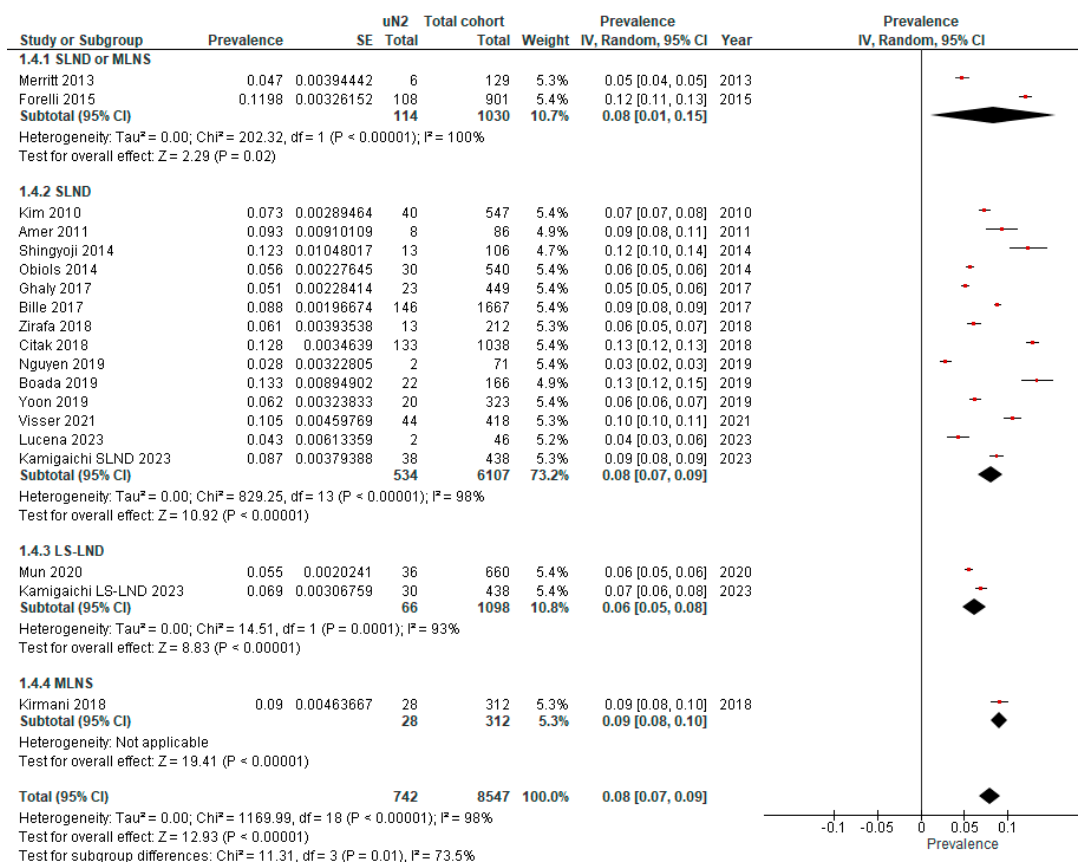 uN2 Total cohort Prevalence Prevalence
Study or Subgroup Prevalence SE Total Total Weight IV, Random, 95% CI Year IV, Random, 95% CI
1.4.1 SLND or MLNS
Merritt 2013 0.047 0.00394442 6 129 5.3% 0.05 [0.04, 0.05] 2013
Forelli 2015 0.1198 0.00326152 108 901 5.4% 0.12 [0.11, 0.13] 2015
Subtotal (95% CI) 114 1030 10.7% 0.08 [0.01, 0.15]
Heterogeneity: Tau² = 0.00; Chi² = 202.32, df = 1 (P < 0.00001); I² = 100%
Test for overall effect: Z = 2.29 (P = 0.02)
1.4.2 SLND
Kim 2010 0.073 0.00289464 40 547 5.4% 0.07 [0.07, 0.08] 2010
Amer 2011 0.093 0.00910109 8 86 4.9% 0.09 [0.08, 0.11] 2011
Shingyoji 2014 0.123 0.01048017 13 106 4.7% 0.12 [0.10, 0.14] 2014
Obiols 2014 0.056 0.00227645 30 540 5.4% 0.06 [0.05, 0.06] 2014
Ghaly 2017 0.051 0.00228414 23 449 5.4% 0.05 [0.05, 0.06] 2017
Bille 2017 0.088 0.00196674 146 1667 5.4% 0.09 [0.08, 0.09] 2017
Zirafa 2018 0.061 0.00393538 13 212 5.4% 0.06 [0.05, 0.07] 2018
Citak 2018 0.128 0.0034639 133 1038 5.4% 0.13 [0.12, 0.13] 2018
Nguyen 2019 0.028 0.00322805 2 71 5.4% 0.03 [0.02, 0.03] 2019
Boada 2019 0.133 0.00894902 22 166 4.9% 0.13 [0.12, 0.15] 2019
Yoon 2019 0.062 0.00323833 20 323 5.4% 0.06 [0.06, 0.07] 2019
Visser 2021 0.105 0.00459769 44 418 5.4% 0.10 [0.10, 0.11] 2021
Lucena 2023 0.043 0.00613359 2 46 5.2% 0.04 [0.03, 0.06] 2023
Kamigaichi SLND 2023 0.087 0.00379388 38 438 5.4% 0.09 [0.08, 0.09] 2023
Subtotal (95% CI) 534 6107 73.2% 0.08 [0.07, 0.09]
Heterogeneity: Tau² = 0.00; Chi² = 829.25, df = 13 (P < 0.00001); I² = 98%
Test for overall effect: Z = 10.92 (P < 0.00001)
1.4.3 LS-LND
Mun 2020 0.055 0.0020241 36 660 5.4% 0.06 [0.05, 0.06] 2020
Kamigaichi LS-LND 2023 0.069 0.00306759 30 438 5.4% 0.07 [0.06, 0.08] 2023
Subtotal (95% CI) 66 1098 10.8% 0.06 [0.05, 0.08]
Heterogeneity: Tau² = 0.00; Chi² = 14.51, df = 1 (P = 0.0001); I² = 93%
Test for overall effect: Z = 8.83 (P < 0.00001)
1.4.4 MLNS
Kirmani 2018 0.09 0.00463667 28 312 5.3% 0.09 [0.08, 0.10] 2018
Subtotal (95% CI) 28 312 5.3% 0.09 [0.08, 0.10]
Heterogeneity: Not applicable
Test for overall effect: Z = 19.41 (P < 0.00001)
Total (95% CI) 742 8547 100.0% 0.08 [0.07, 0.09]
Heterogeneity: Tau² = 0.00; Chi² = 1169.99, df = 18 (P < 0.00001); I² = 98%
Test for overall effect: Z = 12.93 (P < 0.00001)
Test for subgroup differences: Chi² = 11.31, df = 3 (P = 0.01), I² = 73.5%
-0.1 -0.05 0 0.05 0.1
Prevalence